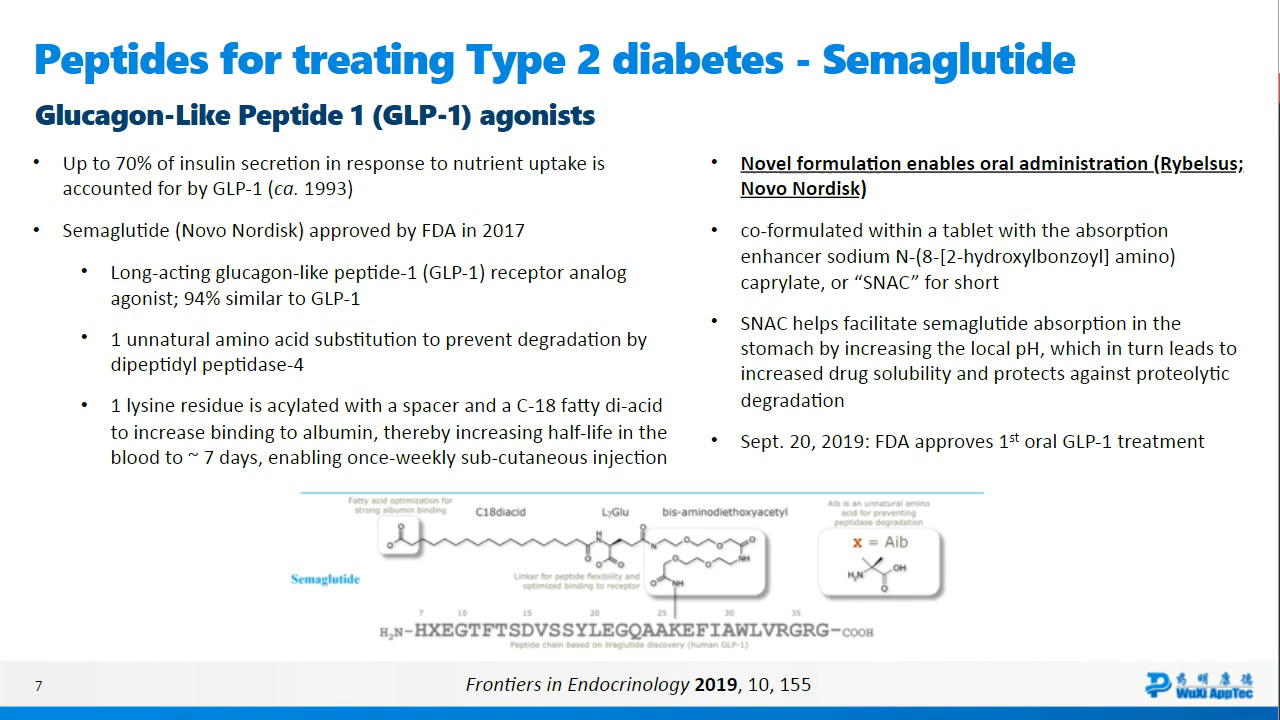 Peptides for treating Type 2 diabetes - Semaglutide
Glucagon-Like Peptide 1 (GLP-1) agonists
• Up to 70% of insulin secretion in response to nutrient uptake is
accounted for by GLP-1 (ca. 1993)
• Semaglutide (Novo Nordisk) approved by FDA in 2017
• Long-acting glucagon-like peptide-1 (GLP-1) receptor analog
agonist; 94% similar to GLP-1
• 1 unnatural amino acid substitution to prevent degradation by
dipeptidyl peptidase-4
• 1 lysine residue is acylated with a spacer and a C-18 fatty di-acid
to increase binding to albumin, thereby increasing half-life in the
blood to ~ 7 days, enabling once-weekly sub-cutaneous injection
• Novel formulation enables oral administration (Rybelsus;
Novo Nordisk)
• co-formulated within a tablet with the absorption
enhancer sodium N-(8-[2-hydroxylbonzoyl] amino)
caprylate, or “SNAC” for short
• SNAC helps facilitate semaglutide absorption in the
stomach by increasing the local pH, which in turn leads to
increased drug solubility and protects against proteolytic
degradation
• Sept. 20, 2019: FDA approves 1st oral GLP-1 treatment
Fatty acid optimization for
strong albumin binding
C18diacid
LγGlu
bis-aminodiethoxyacetyl
Aib is an unnatural amino
acid for preventing
peptidase degradation
x = Aib
H₂N
OH
O
O
O
H
N
O
O
O
N
O
O
O
NH
O
O
O
NH
Linker for peptide flexibility and
optimized binding to receptor
Semaglutide
7 10 15 20 25 30 35
H₂N-HXEGTFTSDVSSYLEGQAAKEFIAWLVRGRG-COOH
Peptide chain based on liraglutide discovery (human GLP-1)
7
Frontiers in Endocrinology 2019, 10, 155
药明康德
WuXi AppTec